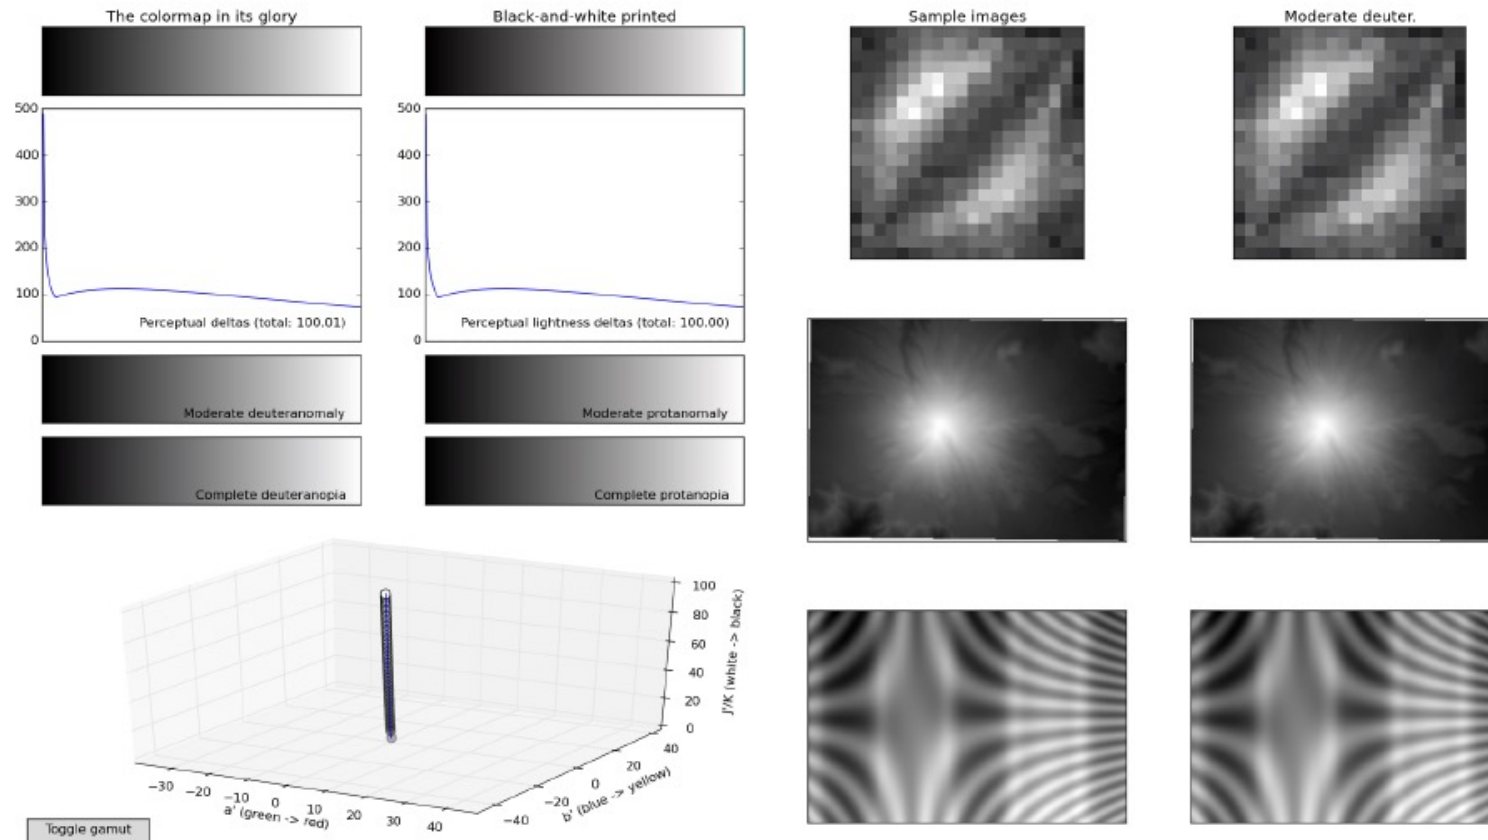 The colormap in its glory
Black-and-white printed
Sample images
Moderate deuter.
500
400
300
200
100
0
Perceptual deltas (total: 100.01)
500
400
300
200
100
0
Perceptual lightness deltas (total: 100.00)
Moderate deuteranomaly
Moderate protanomaly
Complete deuteranopia
Complete protanopia
100
80
60
40
20
0
J'/K (white -> black)
−30
−20
−10
0
10
20
30
40
a' (green -> red)
−40
−20
0
20
40
b' (blue -> yellow)
Toggle gamut